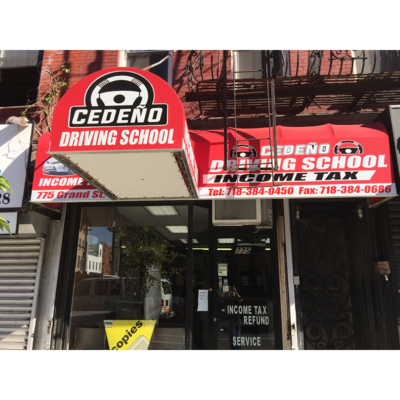 CEDEÑO
DRIVING SCHOOL
INCOME
775 Grand St.
CEDEÑO
DRIVING SCHOOL
INCOME TAX
Tel: 718-384-0450 Fax: 718-384-0686
28
775
INCOME TAX
REFUND
SERVICE
copies